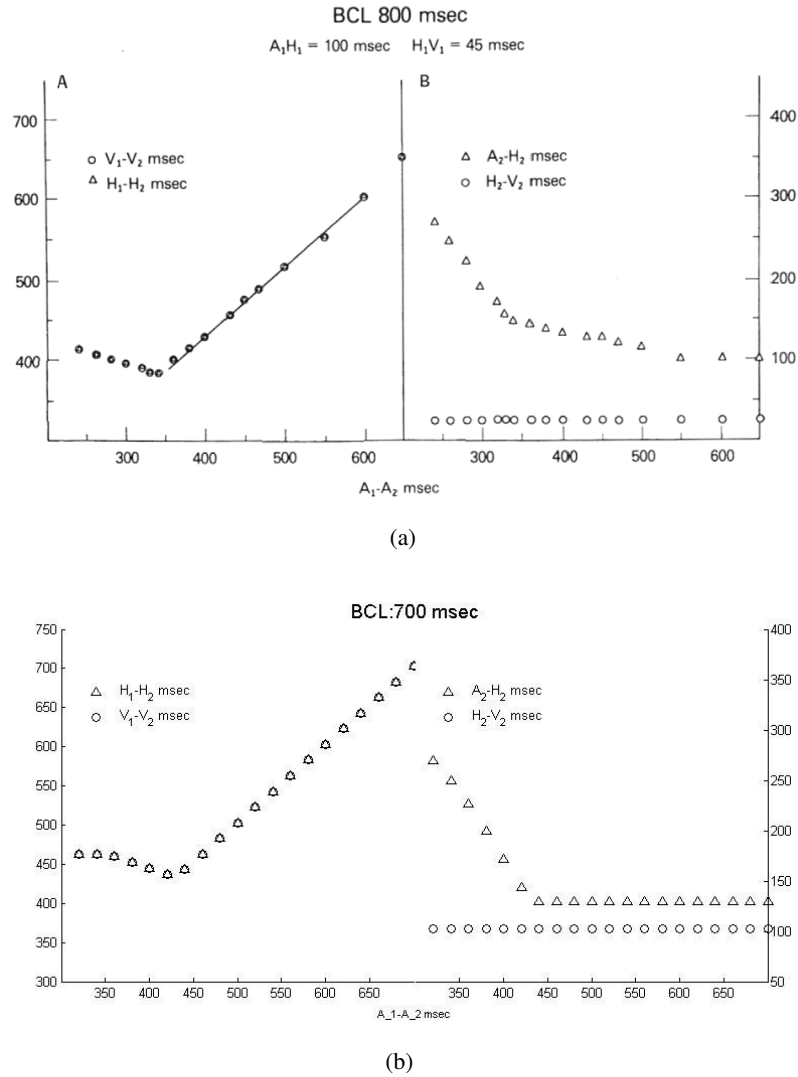 BCL 800 msec
A₁H₁ = 100 msec H₁V₁ = 45 msec
A
B
700
600
500
400
400
300
200
100
o V₁-V₂ msec
△ H₁-H₂ msec
△ A₂-H₂ msec
○ H₂-V₂ msec
300 400 500 600 300 400 500 600
A₁-A₂ msec
(a)
BCL:700 msec
750
700
650
600
550
500
450
400
350
300
400
350
300
250
200
150
100
50
△ H₁-H₂ msec
○ V₁-V₂ msec
△ A₂-H₂ msec
○ H₂-V₂ msec
350 400 450 500 550 600 650 350 400 450 500 550 600 650
A_1-A_2 msec
(b)